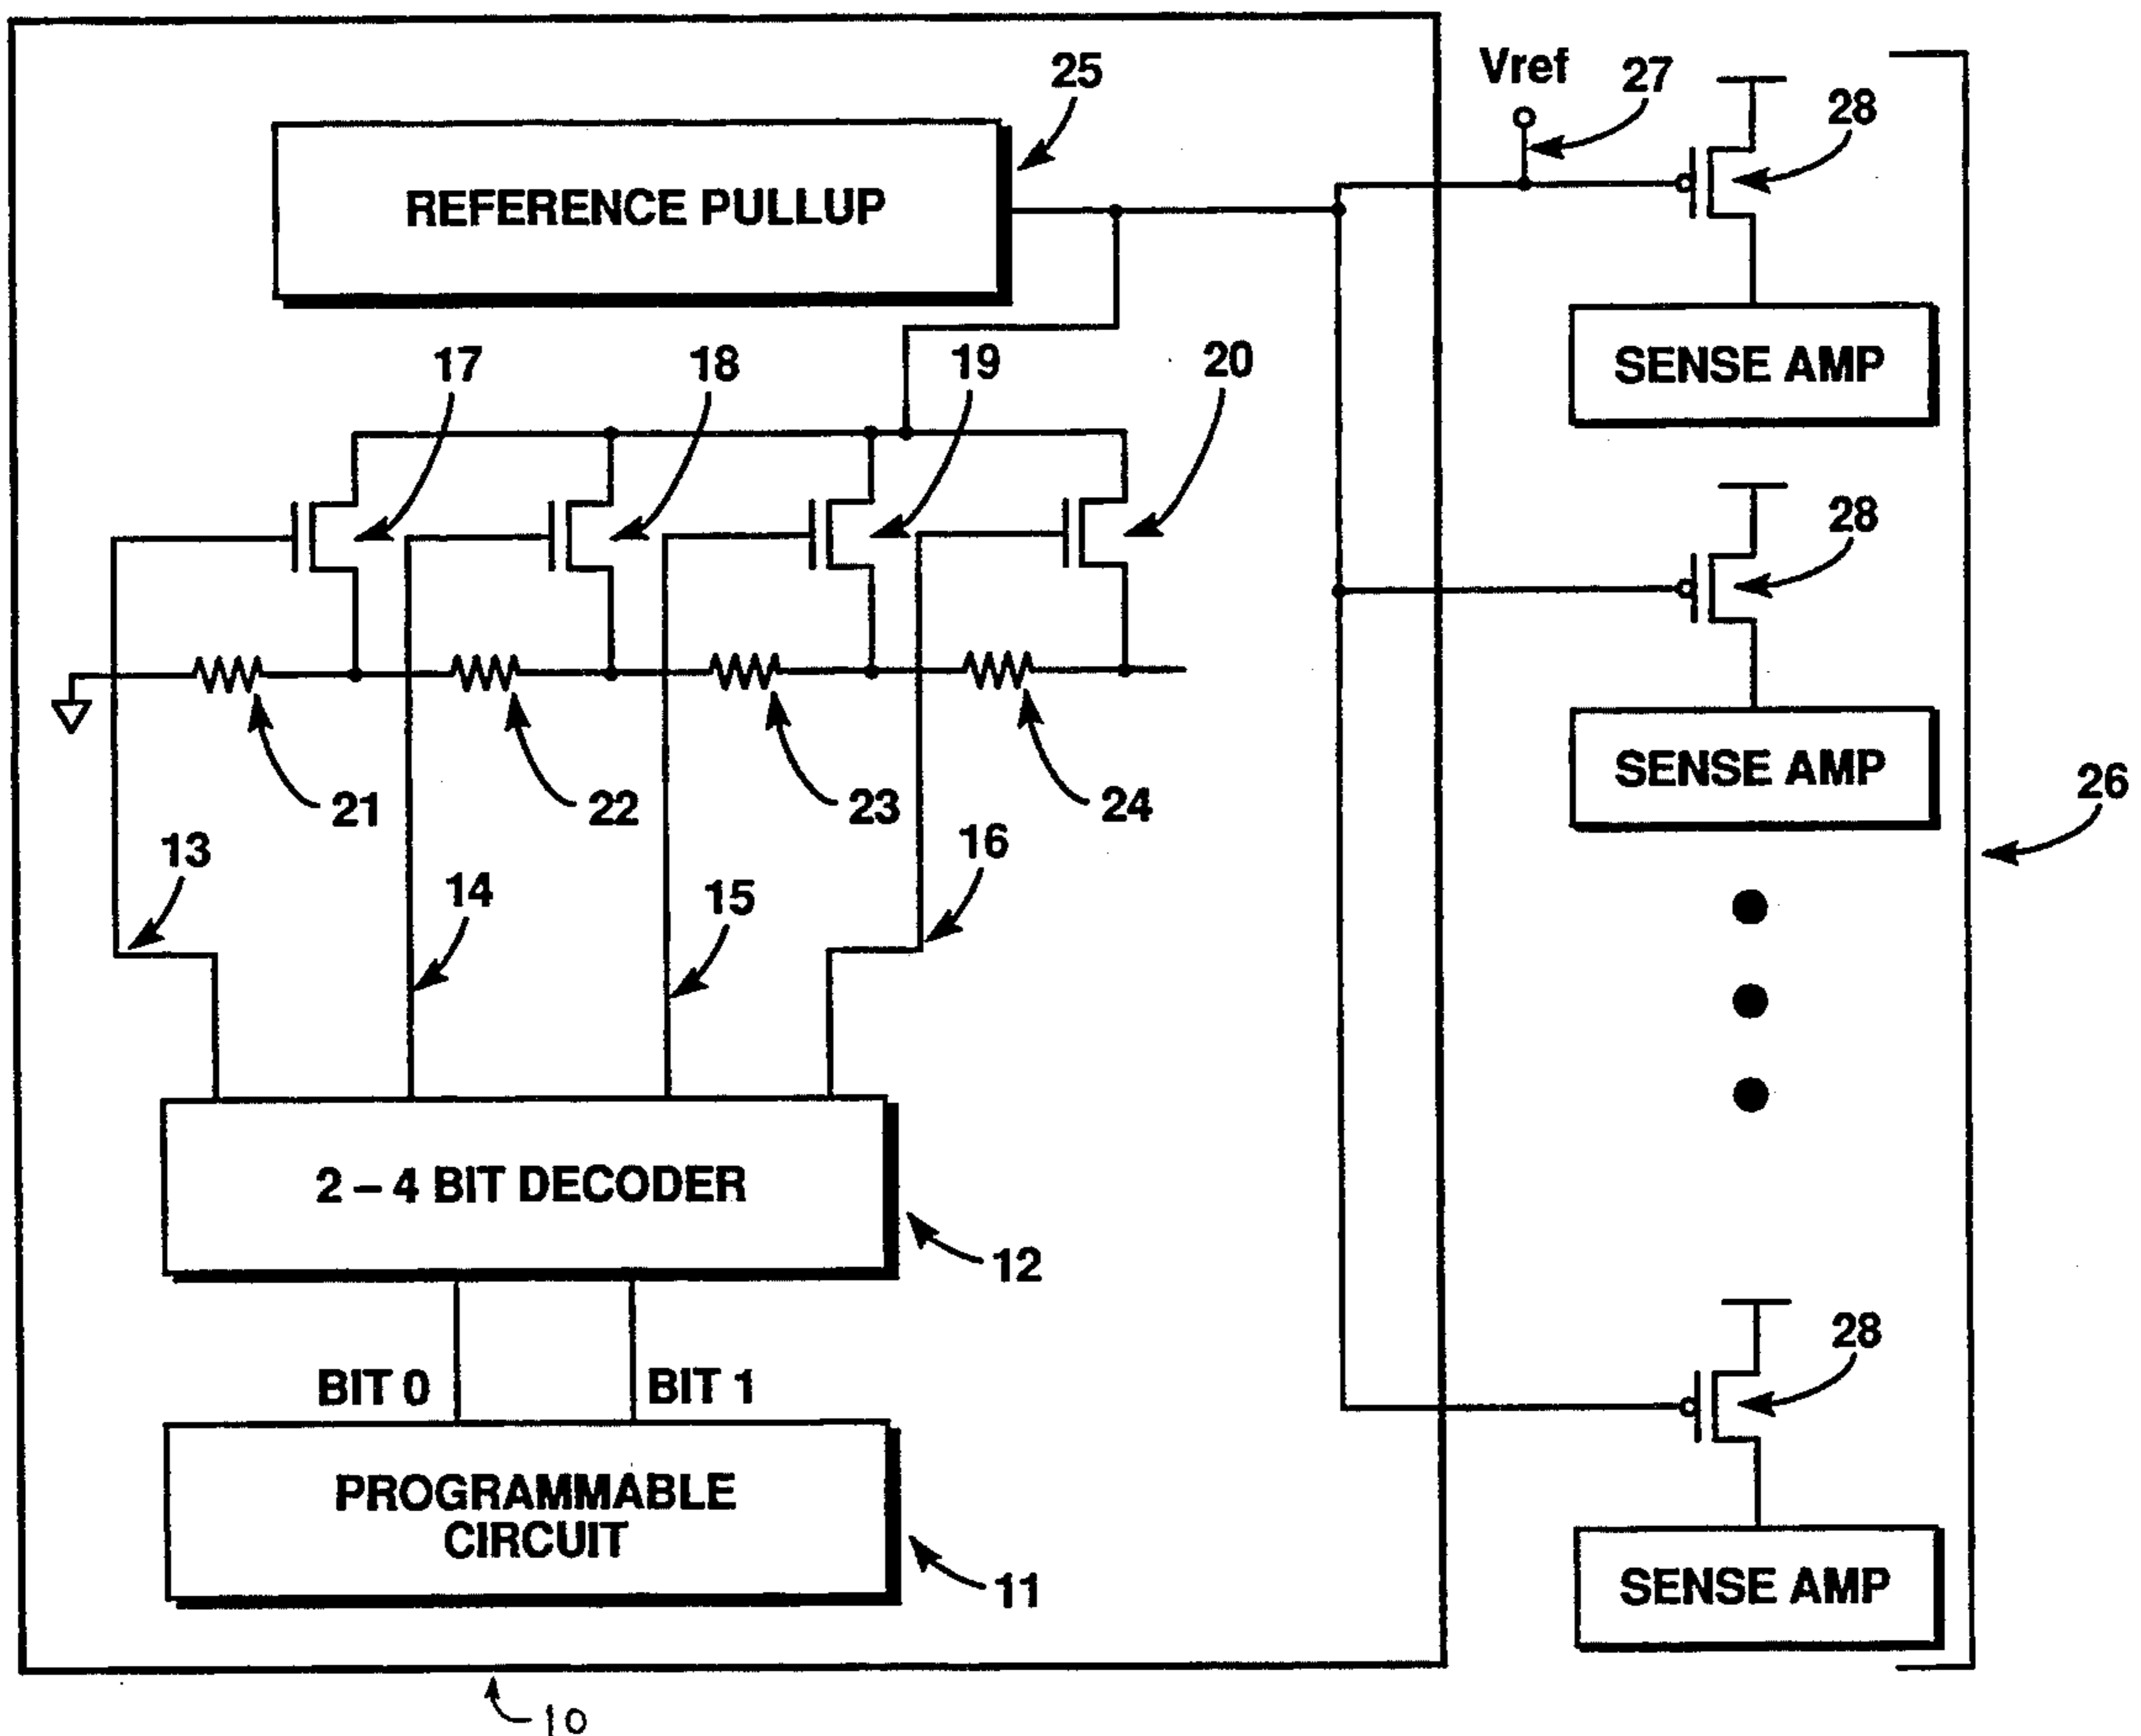 25
Vref
27
28
REFERENCE PULLUP
17
18
19
20
SENSE AMP
28
21
22
23
24
SENSE AMP
26
13
14
15
16
2 – 4 BIT DECODER
12
BIT 0
BIT 1
28
PROGRAMMABLE
CIRCUIT
11
SENSE AMP
10